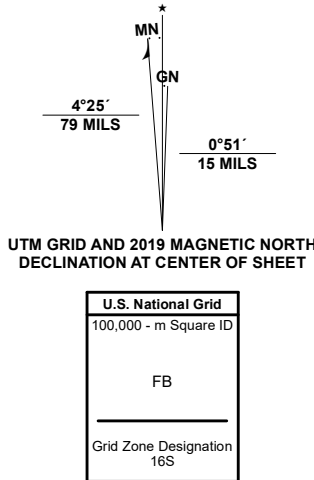 ★
MN
GN
4°25´
79 MILS
0°51´
15 MILS
UTM GRID AND 2019 MAGNETIC NORTH
DECLINATION AT CENTER OF SHEET
U.S. National Grid
100,000 - m Square ID
FB
Grid Zone Designation
16S